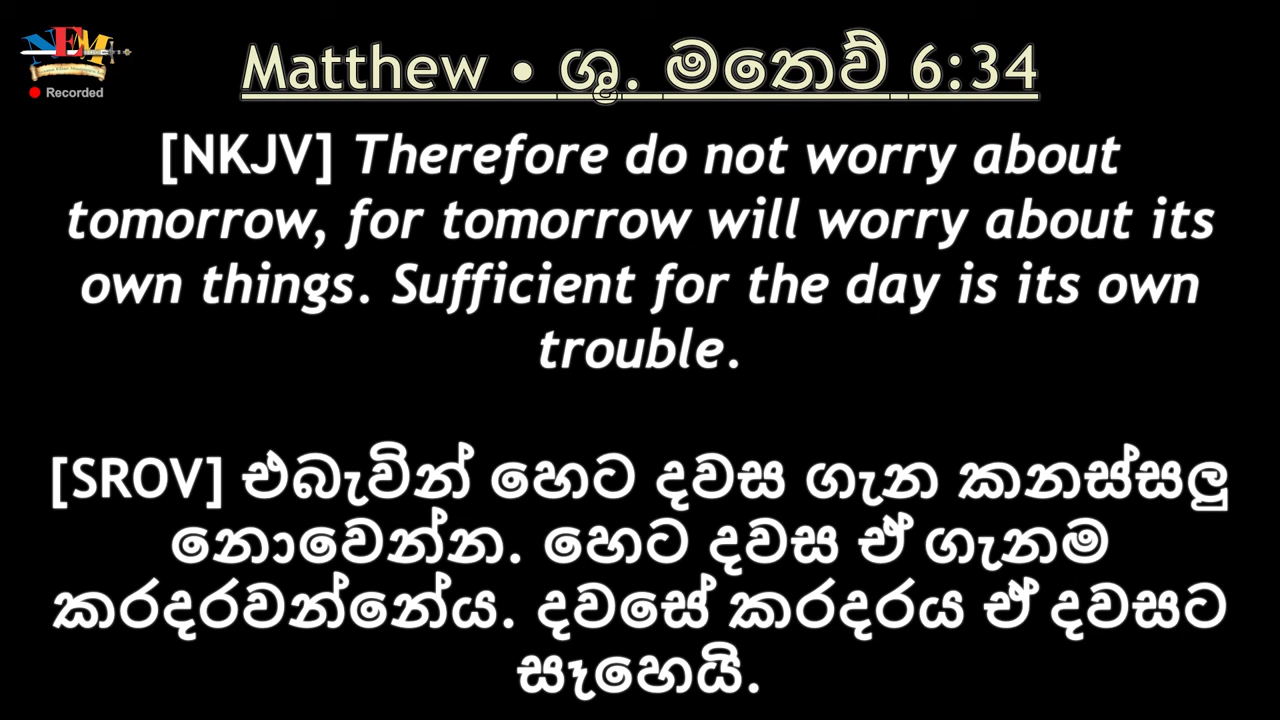 NEM
Recorded
Matthew • ශු. මතෙව් 6:34
[NKJV] Therefore do not worry about
tomorrow, for tomorrow will worry about its
own things. Sufficient for the day is its own
trouble.
[SROV] එබැවින් හෙට දවස ගැන කනස්සලු
නොවෙන්න. හෙට දවස ඒ ගැනම
කරදරවන්නේය. දවසේ කරදරය ඒ දවසට
සෑහෙයි.